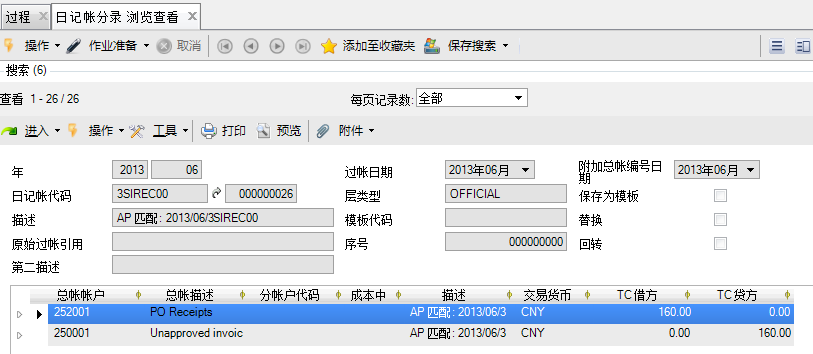 过程 日记帐分录 浏览查看
操作 作业准备 取消 添加至收藏夹 保存搜索
搜索 (6)
查看 1 - 26 / 26 每页记录数: 全部
进入 操作 工具 打印 预览 附件
年 2013 06 过帐日期 2013年06月 附加总帐编号日期 2013年06月
日记帐代码 3SIREC00 000000026 层类型 OFFICIAL 保存为模板
描述 AP 匹配: 2013/06/3SIREC00 模板代码 替换
原始过帐引用 序号 000000000 回转
第二描述
总帐帐户 总帐描述 分帐户代码 成本中 描述 交易货币 TC 借方 TC 贷方
252001 PO Receipts AP 匹配: 2013/06/3 CNY 160.00 0.00
250001 Unapproved invoic AP 匹配: 2013/06/3 CNY 0.00 160.00